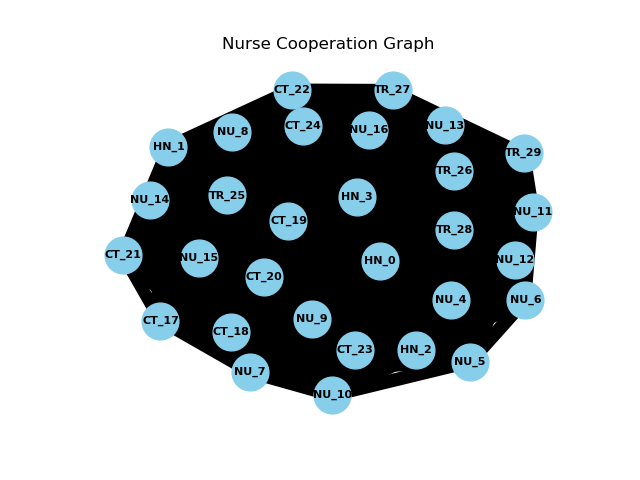 Nurse Cooperation Graph
CT_22
TR_27
CT_24
NU_16
NU_13
NU_8
HN_1
TR_29
TR_26
TR_25
HN_3
NU_14
NU_11
CT_19
TR_28
CT_21
NU_15
HN_0
NU_12
CT_20
NU_4
NU_6
NU_9
CT_17
CT_18
CT_23
HN_2
NU_5
NU_7
NU_10